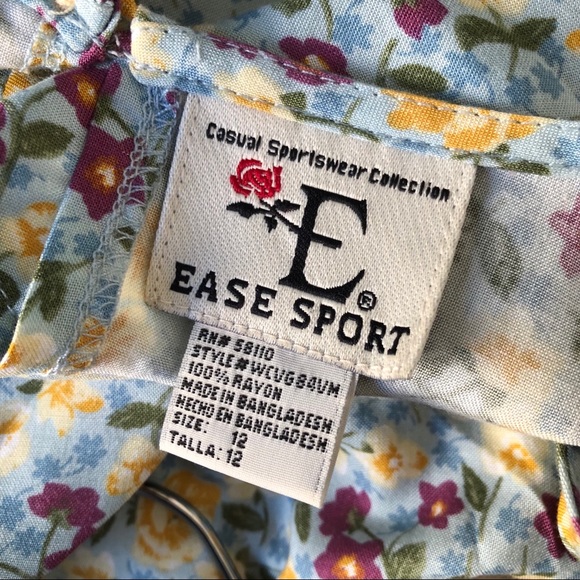 Casual Sportswear Collection
E
EASE SPORT®
RN# 58110
STYLE# WCUG84VM
100% RAYON
MADE IN BANGLADESH
HECHO EN BANGLADESH
SIZE: 12
TALLA: 12